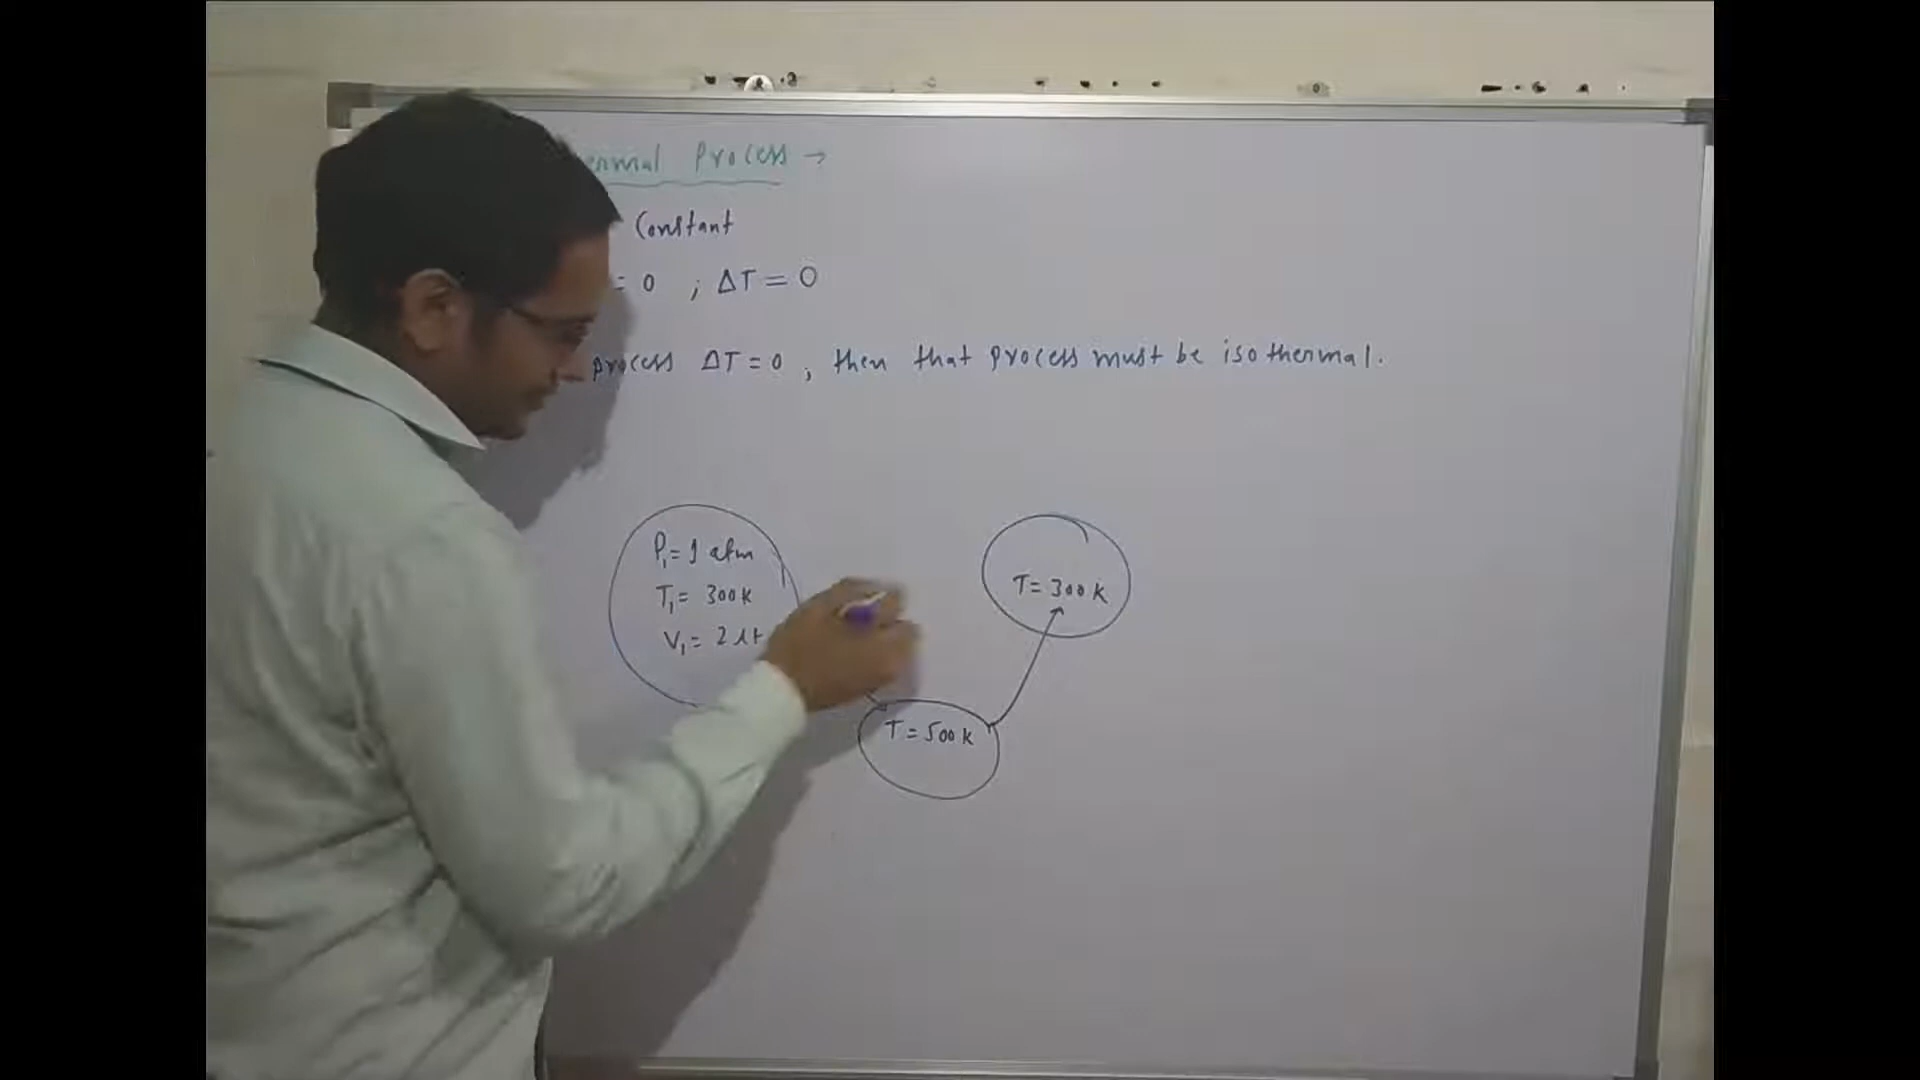 Process →
Constant
= 0 ; ΔT = 0
process ΔT = 0, then that process must be isothermal.
P₁ = 1 atm
T₁ = 300 K
V₁ = 2 lt
T = 300 K
T = 500 K